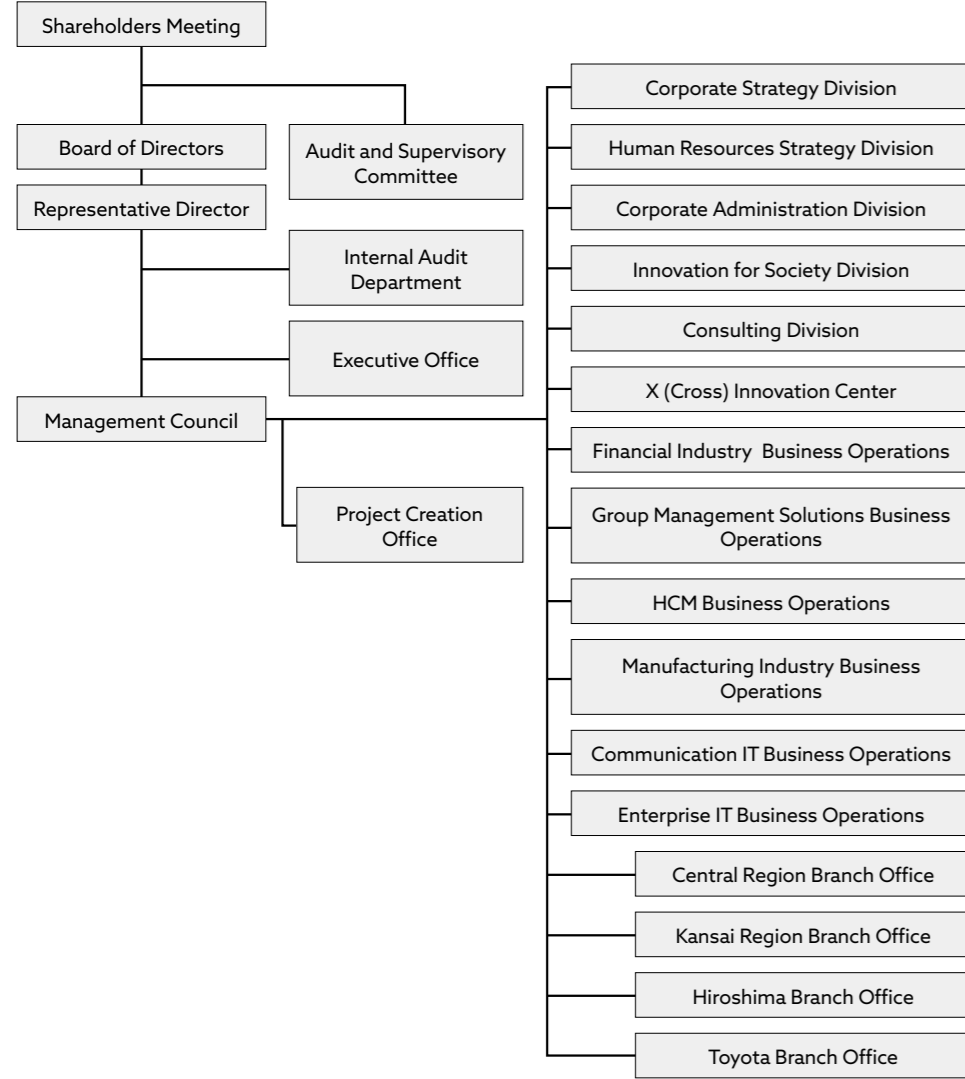 Shareholders Meeting
Board of Directors
Audit and Supervisory
Committee
Representative Director
Internal Audit
Department
Executive Office
Management Council
Project Creation
Office
Corporate Strategy Division
Human Resources Strategy Division
Corporate Administration Division
Innovation for Society Division
Consulting Division
X (Cross) Innovation Center
Financial Industry  Business Operations
Group Management Solutions Business
Operations
HCM Business Operations
Manufacturing Industry Business
Operations
Communication IT Business Operations
Enterprise IT Business Operations
Central Region Branch Office
Kansai Region Branch Office
Hiroshima Branch Office
Toyota Branch Office